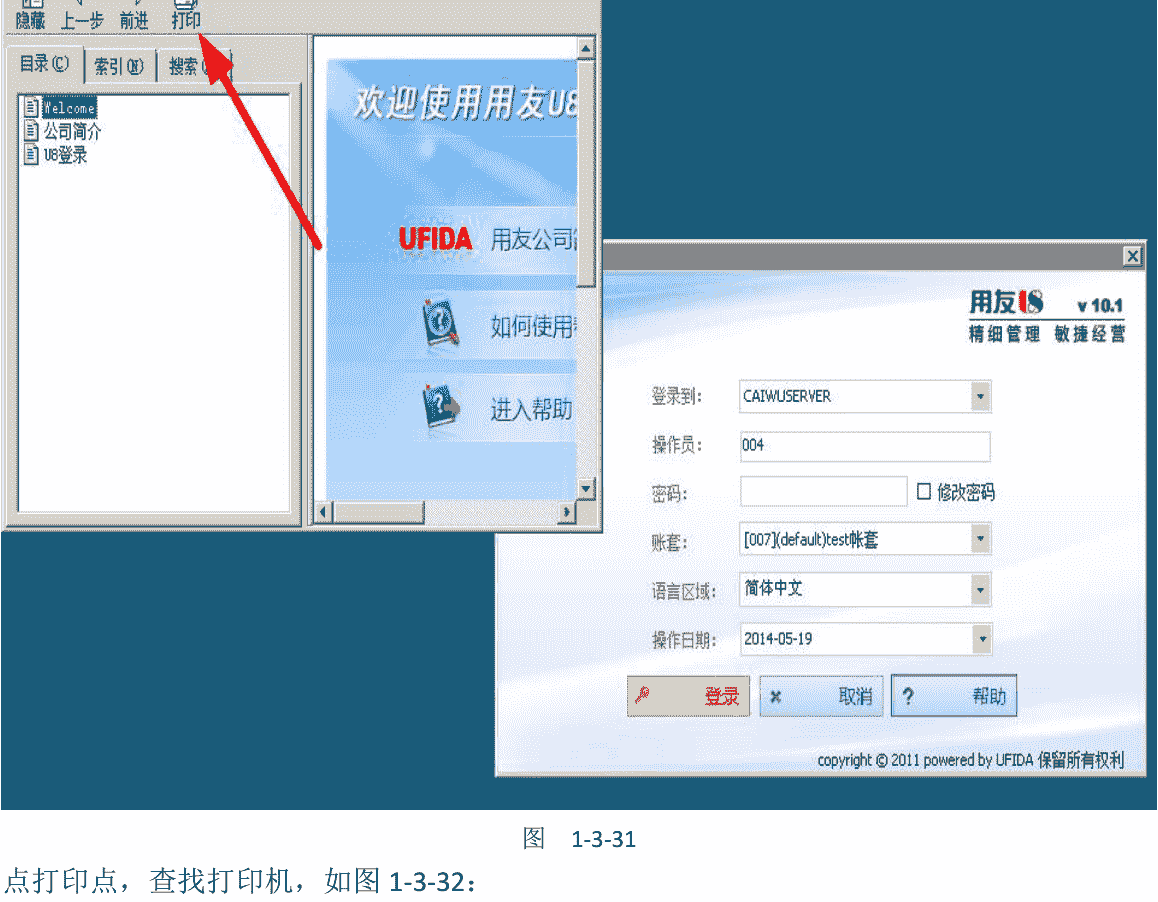 隐藏 上一步 前进 打印
目录(C) 索引(N) 搜索
Welcome
公司简介
U8登录
欢迎使用用友U8
UFIDA 用友公司
如何使用
进入帮助
用友U8 v 10.1
精细管理 敏捷经营
登录到: CAIWUSERVER
操作员: 004
密码: 修改密码
账套: [007](default)test帐套
语言区域: 简体中文
操作日期: 2014-05-19
登录 取消 ? 帮助
copyright © 2011 powered by UFIDA 保留所有权利
图 1-3-31
点打印点，查找打印机，如图 1-3-32：